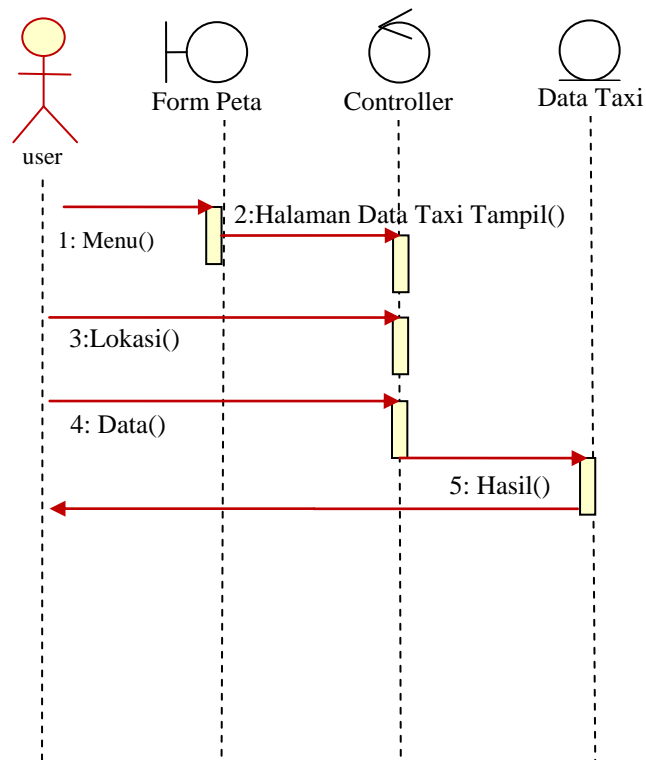 Form Peta
Controller
Data Taxi
user
2:Halaman Data Taxi Tampil()
1: Menu()
3:Lokasi()
4: Data()
5: Hasil()